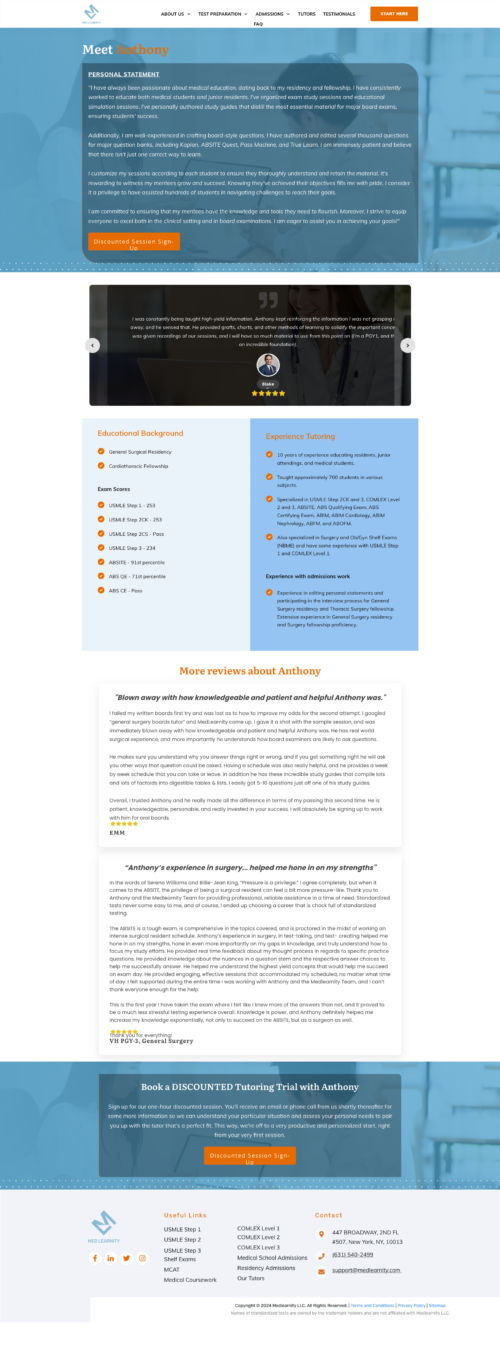 MED LEARNITY
ABOUT US TEST PREPARATION ADMISSIONS TUTORS TESTIMONIALS
FAQ
START HERE
Meet Anthony
PERSONAL STATEMENT
"I have always been passionate about medical education, dating back to my residency and fellowship. I have consistently
worked to educate both medical students and junior residents. I've organized exam study sessions and educational
simulation sessions. I've personally authored study guides that distill the most essential material for major board exams,
ensuring students' success.
Additionally, I am well-experienced in crafting board-style questions. I have authored and edited several thousand questions
for major question banks, including Kaplan, ABSITE Quest, Pass Machine, and True Learn. I am immensely patient and believe
that there isn't just one correct way to learn.
I customize my sessions according to each student to ensure they thoroughly understand and retain the material. It's
rewarding to witness my mentees grow and succeed. Knowing they've achieved their objectives fills me with pride. I consider
it a privilege to have assisted hundreds of students in navigating challenges to reach their goals.
I am committed to ensuring that my mentees have the knowledge and tools they need to flourish. Moreover, I strive to equip
everyone to excel both in the clinical setting and in board examinations. I am eager to assist you in achieving your goals!"
Discounted Session Sign-
Up
I was constantly being taught high-yield information. Anthony kept reinforcing the information I was not grasping i
away, and he sensed that. He provided grafts, charts, and other methods of learning to solidify the important conce
was given recordings of our sessions, and I will have so much material to use from this point on (I'm a PGY1, and th
an incredible foundation).
Blake
Educational Background
General Surgical Residency
Cardiothoracic Fellowship
Exam Scores
USMLE Step 1 - 253
USMLE Step 2CK - 253
USMLE Step 2CS - Pass
USMLE Step 3 - 234
ABSITE - 91st percentile
ABS QE - 71st percentile
ABS CE - Pass
Experience Tutoring
10 years of experience educating residents, junior
attendings, and medical students.
Taught approximately 700 students in various
subjects.
Specialized in USMLE Step 2CK and 3, COMLEX Level
2 and 3, ABSITE, ABS Qualifying Exam, ABS
Certifying Exam, ABIM, ABIM Cardiology, ABIM
Nephrology, ABFM, and ABOFM.
Also specialized in Surgery and Ob/Gyn Shelf Exams
(NBME) and have some experience with USMLE Step
1 and COMLEX Level 1.
Experience with admissions work
Experience in editing personal statements and
participating in the interview process for General
Surgery residency and Thoracic Surgery fellowship.
Extensive experience in General Surgery residency
and Surgery fellowship proficiency.
More reviews about Anthony
"Blown away with how knowledgeable and patient and helpful Anthony was."
I failed my written boards first try and was lost as to how to improve my odds for the second attempt. I googled
"general surgery boards tutor" and MedLearnity came up. I gave it a shot with the sample session, and was
immediately blown away with how knowledgeable and patient and helpful Anthony was. He has real world
surgical experience, and more importantly he understands how board examiners are likely to ask questions.
He makes sure you understand why you answer things right or wrong, and if you get something right he will ask
you other ways that question could be asked. Having a schedule was also really helpful, and he provides a week
by week schedule that you can take or leave. In addition he has these incredible study guides that compile lots
and lots of factoids into digestible tables & lists. I easily got 5-10 questions just off one of his study guides.
Overall, I trusted Anthony and he really made all the difference in terms of my passing this second time. He is
patient, knowledgeable, personable, and really invested in your success. I will absolutely be signing up to work
with him for oral boards.
EMM
"Anthony's experience in surgery... helped me hone in on my strengths"
In the words of Serena Williams and Billie-Jean King, "Pressure is a privilege." I agree completely, but when it
comes to the ABSITE, the privilege of being a surgical resident can feel a bit more pressure-like. Thank you to
Anthony and the Medlearnity Team for providing professional, reliable assistance in a time of need. Standardized
tests never come easy to me, and of course, I ended up choosing a career that is chock full of standardized
testing.
The ABSITE is a tough exam, is comprehensive in the topics covered, and is proctored in the midst of working an
intense surgical resident schedule. Anthony's experience in surgery, in test-taking, and test- creating helped me
hone in on my strengths, hone in even more importantly on my gaps in knowledge, and truly understand how to
focus my study efforts. He provided real time feedback about my thought process in regards to specific practice
questions. He provided knowledge about the nuances in a question stem and the respective answer choices to
help me successfully answer. He helped me understand the highest yield concepts that would help me succeed
on exam day. He provided engaging, effective sessions that accommodated my scheduled, no matter what time
of day. I felt supported during the entire time I was working with Anthony and the Medlearnity Team, and I can't
thank everyone enough for the help.
This is the first year I have taken the exam where I felt like I knew more of the answers than not, and it proved to
be a much less stressful testing experience overall. Knowledge is power, and Anthony definitely helped me
increase my knowledge exponentially, not only to succeed on the ABSITE, but as a surgeon as well.
Thank you for everything!
VH PGY-3, General Surgery
Book a DISCOUNTED Tutoring Trial with Anthony
Sign up for our one-hour discounted session. You'll receive an email or phone call from us shortly thereafter for
some more information so we can understand your particular situation and assess your personal needs to pair
you up with the tutor that's a perfect fit. This way, we're off to a very productive and personalized start, right
from your very first session.
Discounted Session Sign-
Up
MED LEARNITY
Useful Links
USMLE Step 1
USMLE Step 2
USMLE Step 3
Shelf Exams
MCAT
Medical Coursework
COMLEX Level 1
COMLEX Level 2
COMLEX Level 3
Medical School Admissions
Residency Admissions
Our Tutors
Contact
447 BROADWAY, 2ND FL
#507, New York, NY, 10013
(631) 543-2499
support@medlearnity.com
Copyright © 2024 Medlearnity LLC. All Rights Reserved. | Terms and Conditions | Privacy Policy | Sitemap
Names of standardized tests are owned by the trademark holders and are not affiliated with Medlearnity LLC.